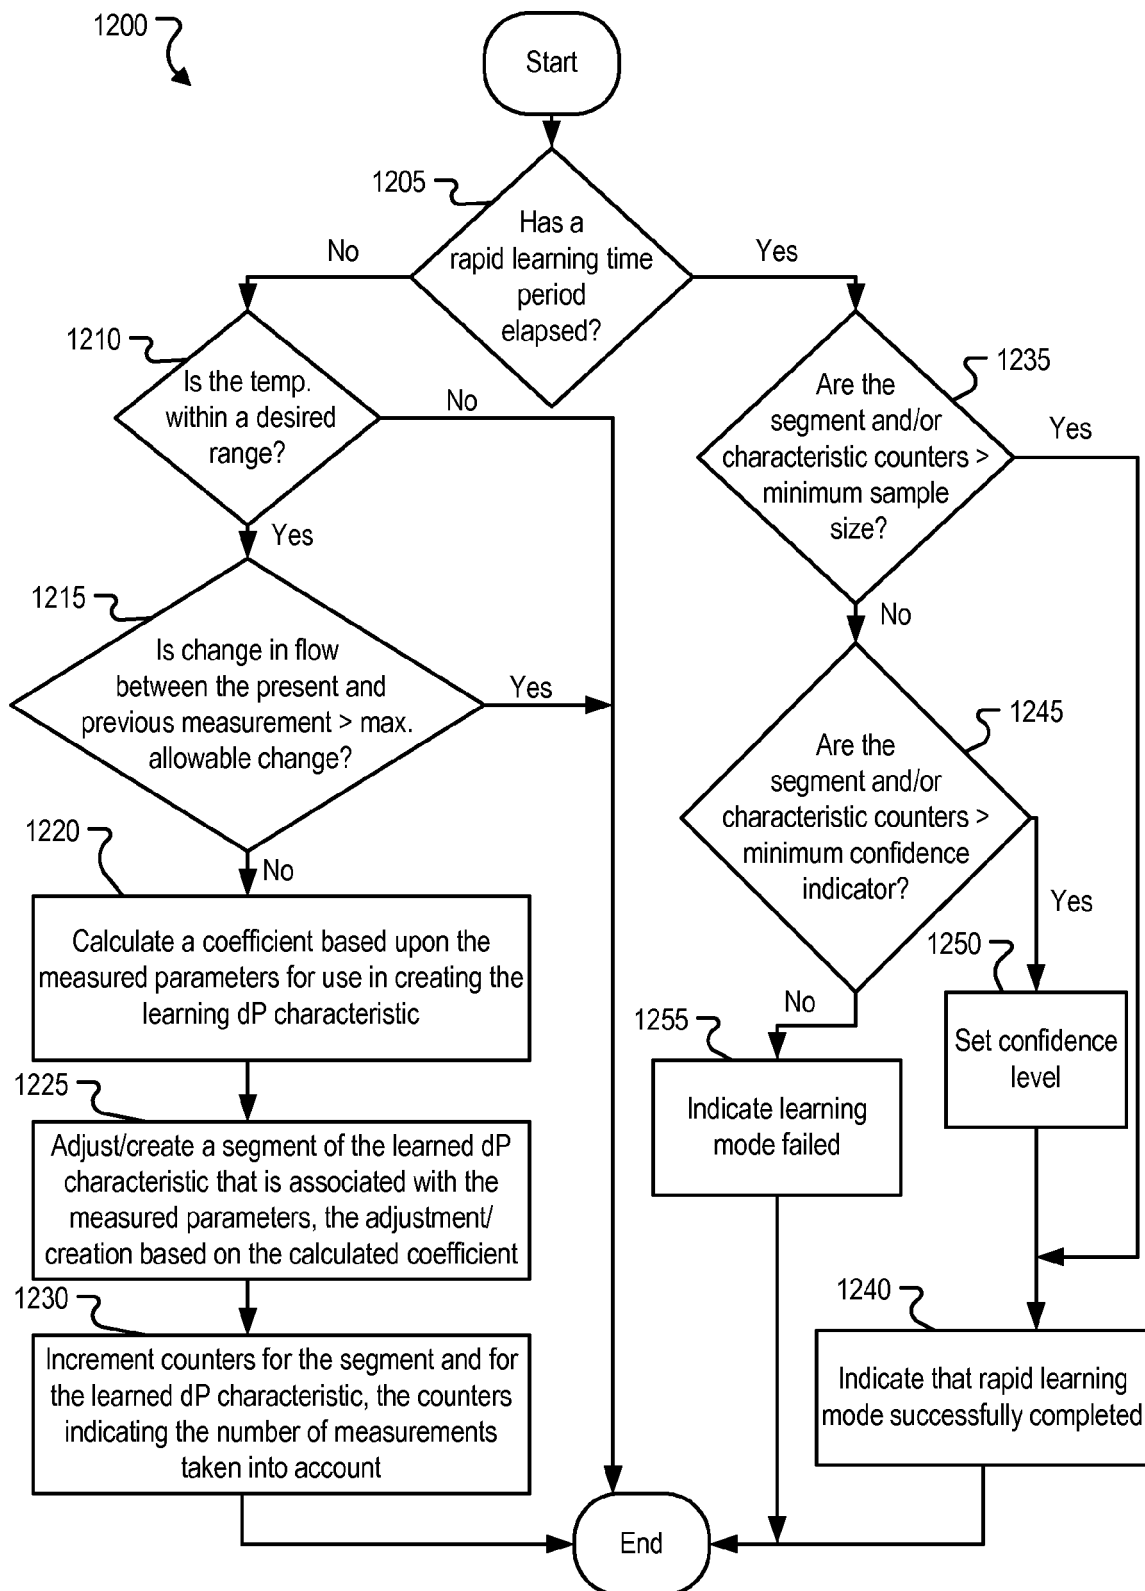 1200
Start
1205
Has a
rapid learning time
period
elapsed?
No
Yes
1210
Is the temp.
within a desired
range?
No
Yes
1235
Are the
segment and/or
characteristic counters >
minimum sample
size?
Yes
No
1215
Is change in flow
between the present and
previous measurement > max.
allowable change?
Yes
No
1245
Are the
segment and/or
characteristic counters >
minimum confidence
indicator?
Yes
No
1220
Calculate a coefficient based upon the
measured parameters for use in creating the
learning dP characteristic
1250
Set confidence
level
1255
Indicate learning
mode failed
1225
Adjust/create a segment of the learned dP
characteristic that is associated with the
measured parameters, the adjustment/
creation based on the calculated coefficient
1230
Increment counters for the segment and for
the learned dP characteristic, the counters
indicating the number of measurements
taken into account
1240
Indicate that rapid learning
mode successfully completed
End